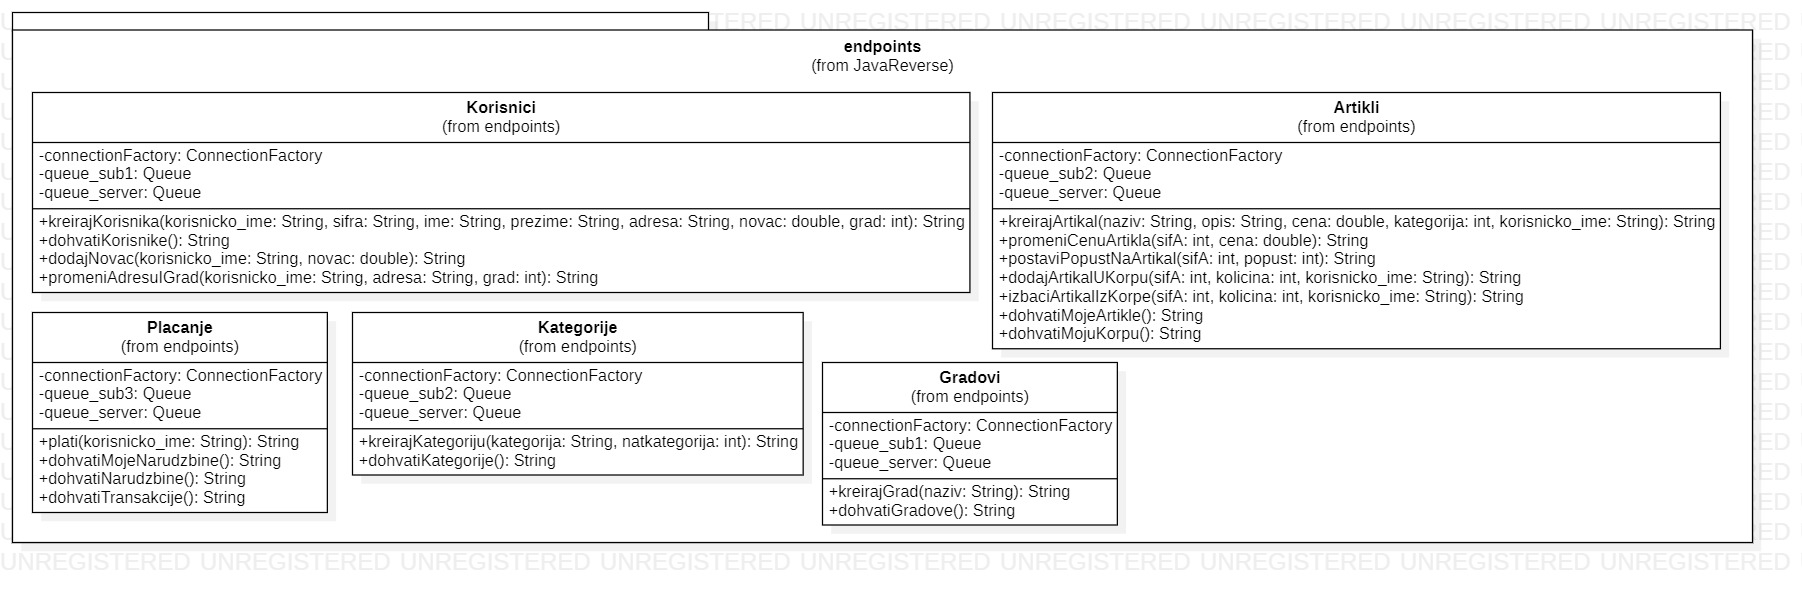 endpoints
(from JavaReverse)
Korisnici
(from endpoints)
-connectionFactory: ConnectionFactory
-queue_sub1: Queue
-queue_server: Queue
+kreirajKorisnika(korisnicko_ime: String, sifra: String, ime: String, prezime: String, adresa: String, novac: double, grad: int): String
+dohvatiKorisnike(): String
+dodajNovac(korisnicko_ime: String, novac: double): String
+promeniAdresuIGrad(korisnicko_ime: String, adresa: String, grad: int): String
Artikli
(from endpoints)
-connectionFactory: ConnectionFactory
-queue_sub2: Queue
-queue_server: Queue
+kreirajArtikal(naziv: String, opis: String, cena: double, kategorija: int, korisnicko_ime: String): String
+promeniCenuArtikla(sifA: int, cena: double): String
+postaviPopustNaArtikal(sifA: int, popust: int): String
+dodajArtikalUKorpu(sifA: int, kolicina: int, korisnicko_ime: String): String
+izbaciArtikalIzKorpe(sifA: int, kolicina: int, korisnicko_ime: String): String
+dohvatiMojeArtikle(): String
+dohvatiMojuKorpu(): String
Placanje
(from endpoints)
-connectionFactory: ConnectionFactory
-queue_sub3: Queue
-queue_server: Queue
+plati(korisnicko_ime: String): String
+dohvatiMojeNarudzbine(): String
+dohvatiNarudzbine(): String
+dohvatiTransakcije(): String
Kategorije
(from endpoints)
-connectionFactory: ConnectionFactory
-queue_sub2: Queue
-queue_server: Queue
+kreirajKategoriju(kategorija: String, natkategorija: int): String
+dohvatiKategorije(): String
Gradovi
(from endpoints)
-connectionFactory: ConnectionFactory
-queue_sub1: Queue
-queue_server: Queue
+kreirajGrad(naziv: String): String
+dohvatiGradove(): String
UNREGISTERED UNREGISTERED UNREGISTERED UNREGISTERED UNREGISTERED UNREGISTERED UNREGISTERED UNREGISTERED UNREGISTERED